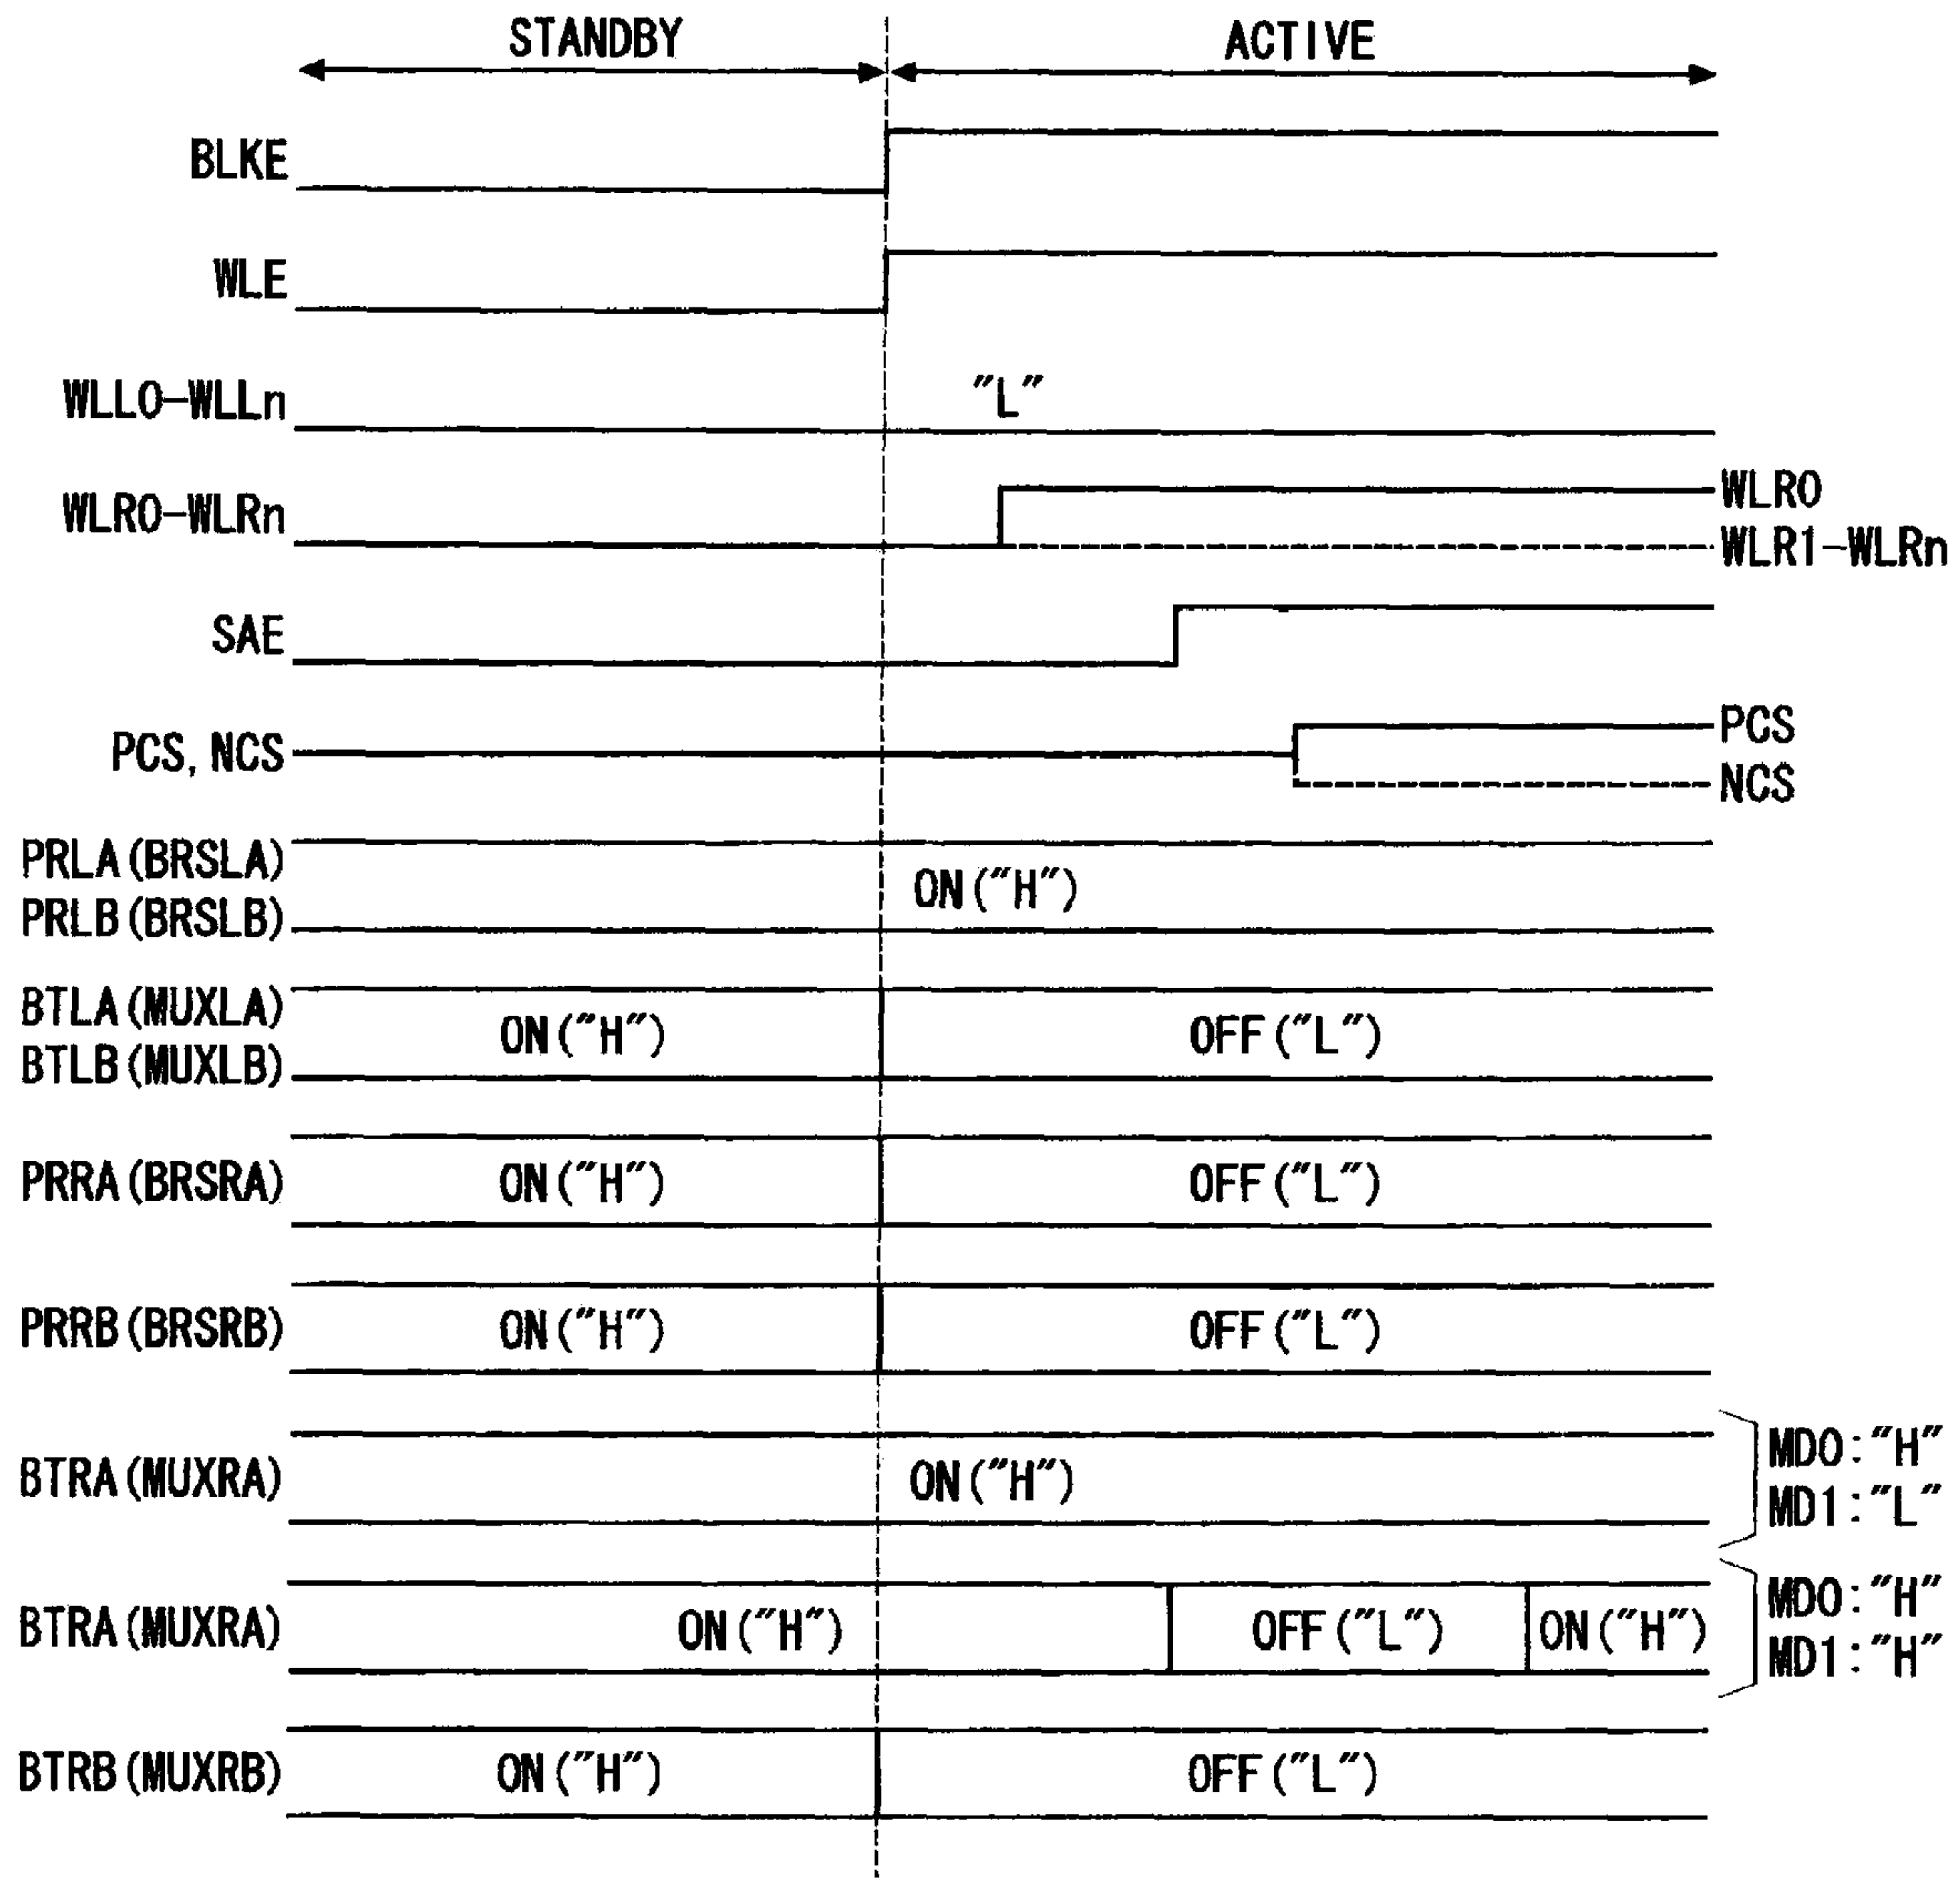 STANDBY ACTIVE
BLKE
WLE
WLL0-WLLn "L"
WLR0-WLRn WLR0
WLR1-WLRn
SAE
PCS, NCS PCS
NCS
PRLA (BRSLA)
PRLB (BRSLB) ON ("H")
BTLA (MUXLA)
BTLB (MUXLB) ON ("H") OFF ("L")
PRRA (BRSRA) ON ("H") OFF ("L")
PRRB (BRSRB) ON ("H") OFF ("L")
BTRA (MUXRA) ON ("H") MD0: "H"
MD1: "L"
BTRA (MUXRA) ON ("H") OFF ("L") ON ("H") MD0: "H"
MD1: "H"
BTRB (MUXRB) ON ("H") OFF ("L")